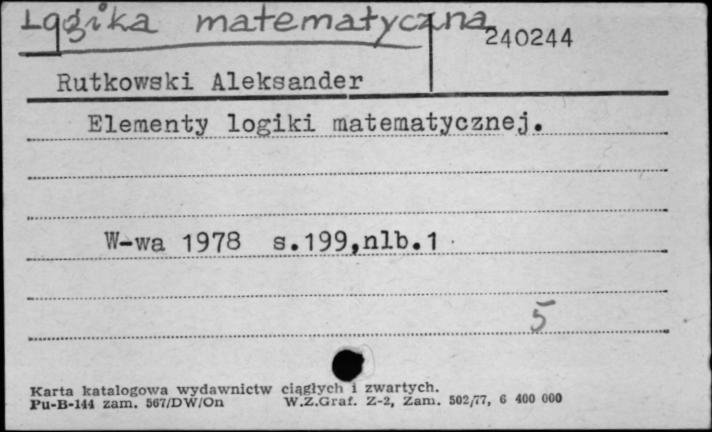 Logika matematyczna
240244
Rutkowski Aleksander
Elementy logiki matematycznej.
W-wa 1978 s.199,nlb.1
5
Karta katalogowa wydawnictw ciągłych i zwartych.
Pu-B-144 zam. 567/DW/On W.Z.Graf. Z-2, Zam. 502/77, 6 400 000